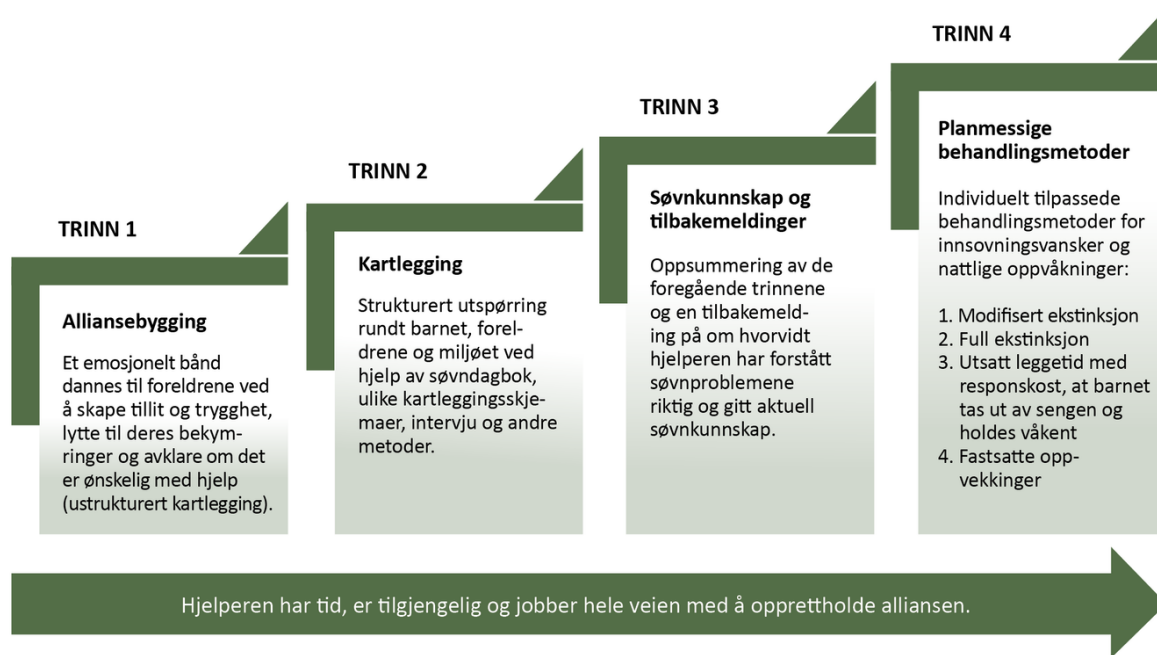 TRINN 1
Alliansebygging
Et emosjonelt bånd
dannes til foreldrene ved
å skape tillit og trygghet,
lytte til deres bekym-
ringer og avklare om det
er ønskelig med hjelp
(ustrukturert kartlegging).
TRINN 2
Kartlegging
Strukturert utspørring
rundt barnet, forel-
drene og miljøet ved
hjelp av søvndagbok,
ulike kartleggingsskje-
maer, intervju og andre
metoder.
TRINN 3
Søvnkunnskap og
tilbakemeldinger
Oppsummering av de
foregående trinnene
og en tilbakemeld-
ing på om hvorvidt
hjelperen har forstått
søvnproblemene
riktig og gitt aktuell
søvnkunnskap.
TRINN 4
Planmessige
behandlingsmetoder
Individuelt tilpassede
behandlingsmetoder for
innsovningsvansker og
nattlige oppvåkninger:
1. Modifisert ekstinksjon
2. Full ekstinksjon
3. Utsatt leggetid med
responskost, at barnet
tas ut av sengen og
holdes våkent
4. Fastsatte opp-
vekkinger
Hjelperen har tid, er tilgjengelig og jobber hele veien med å opprettholde alliansen.